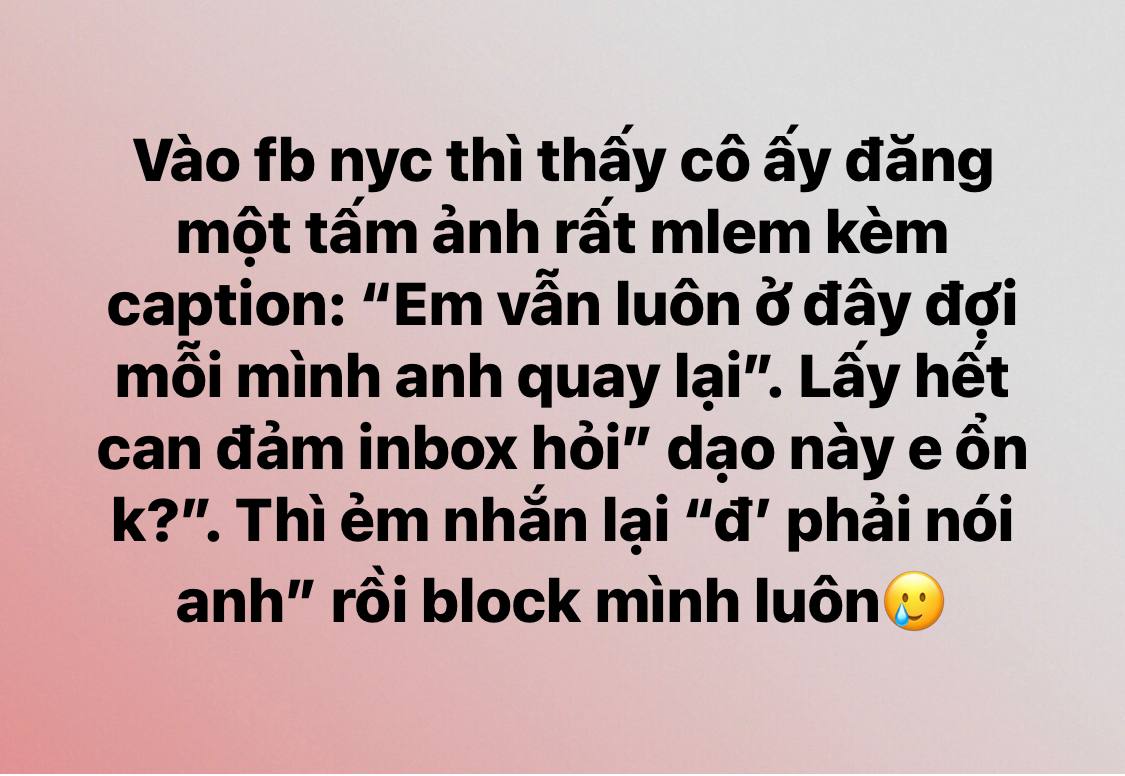 Vào fb nyc thì thấy cô ấy đăng
một tấm ảnh rất mlem kèm
caption: “Em vẫn luôn ở đây đợi
mỗi mình anh quay lại”. Lấy hết
can đảm inbox hỏi” dạo này e ổn
k?”. Thì ẻm nhắn lại “đ’ phải nói
anh” rồi block mình luôn🥲